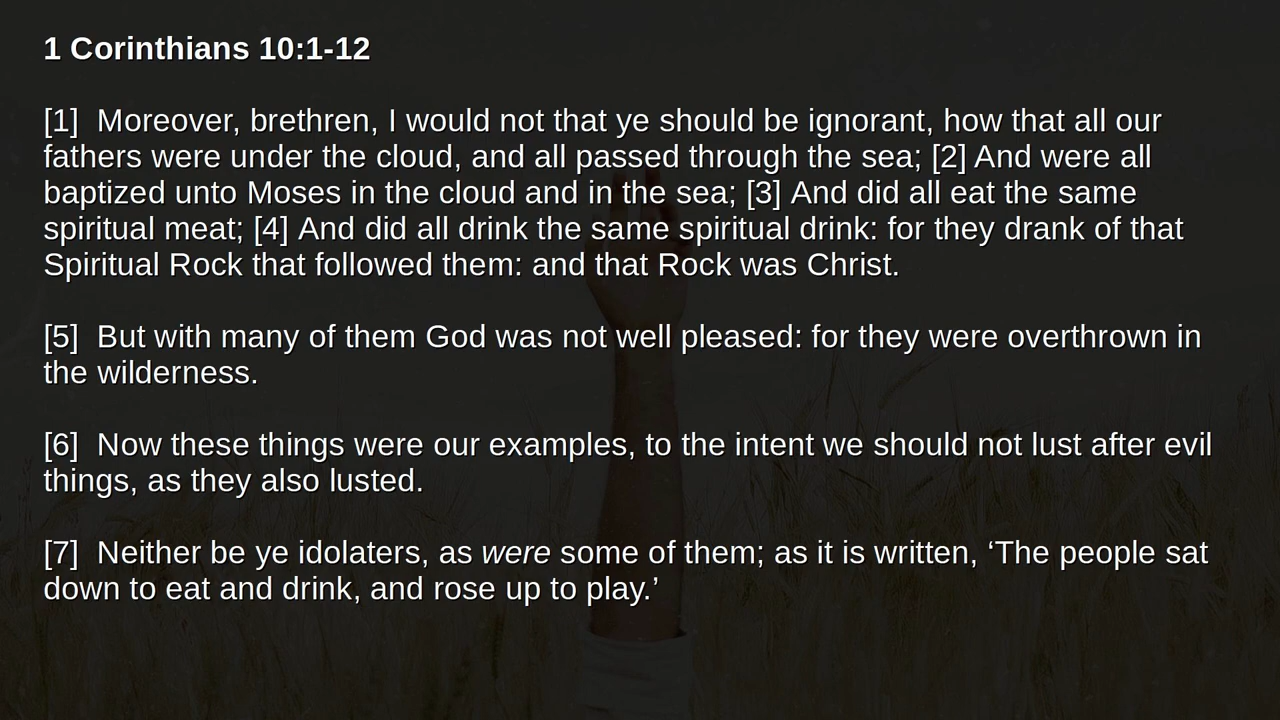 1 Corinthians 10:1-12
[1]  Moreover, brethren, I would not that ye should be ignorant, how that all our
fathers were under the cloud, and all passed through the sea; [2] And were all
baptized unto Moses in the cloud and in the sea; [3] And did all eat the same
spiritual meat; [4] And did all drink the same spiritual drink: for they drank of that
Spiritual Rock that followed them: and that Rock was Christ.
[5]  But with many of them God was not well pleased: for they were overthrown in
the wilderness.
[6]  Now these things were our examples, to the intent we should not lust after evil
things, as they also lusted.
[7]  Neither be ye idolaters, as were some of them; as it is written, ‘The people sat
down to eat and drink, and rose up to play.’